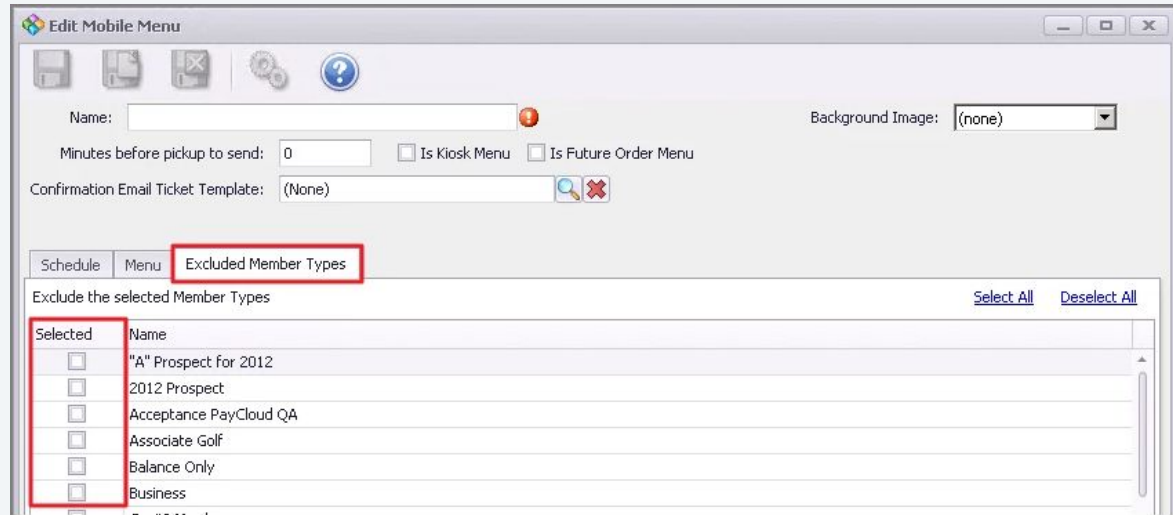 Edit Mobile Menu
Name:
Background Image: (none)
Minutes before pickup to send: 0 Is Kiosk Menu Is Future Order Menu
Confirmation Email Ticket Template: (None)
Schedule Menu Excluded Member Types
Exclude the selected Member Types Select All Deselect All
Selected Name
"A" Prospect for 2012
2012 Prospect
Acceptance PayCloud QA
Associate Golf
Balance Only
Business